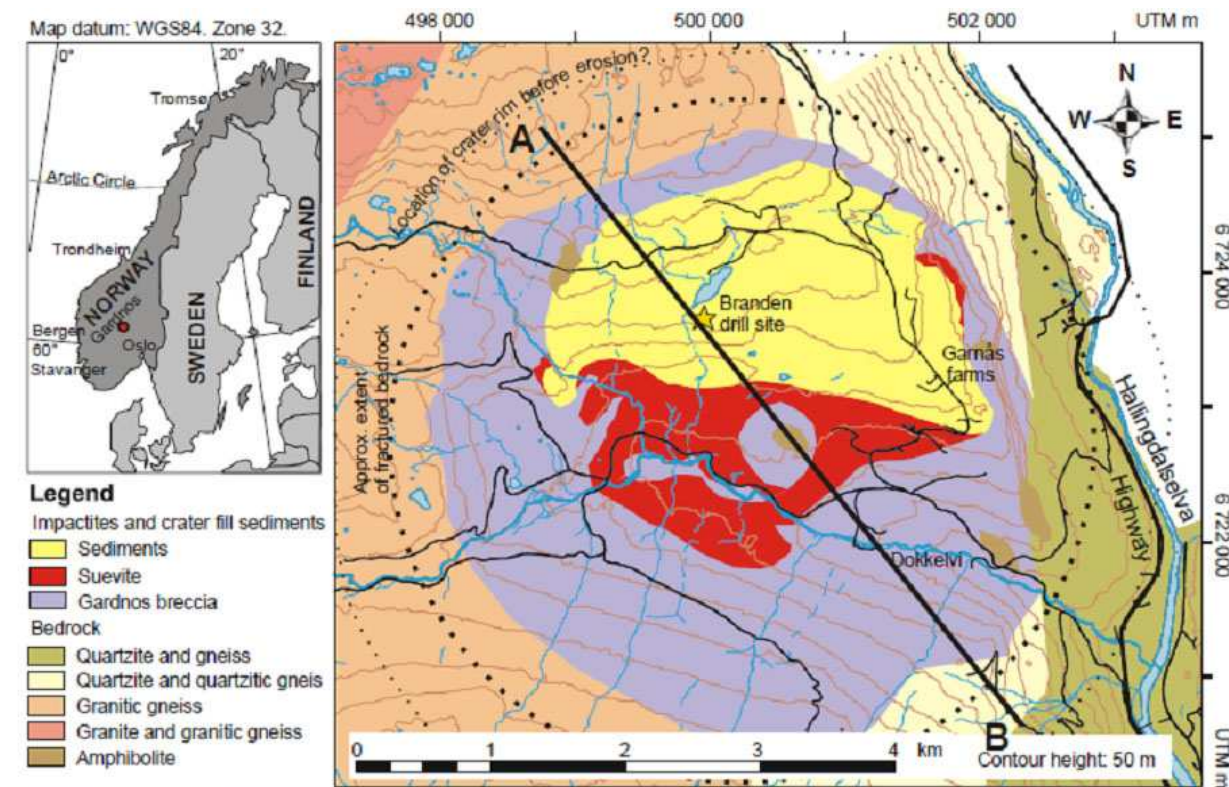 Map datum: WGS84. Zone 32.
0°
20°
Tromsø
Arctic Circle
Trondheim
NORWAY
Gardnos
Bergen
Oslo
60°
Stavanger
SWEDEN
FINLAND
Legend
Impactites and crater fill sediments
Sediments
Suevite
Gardnos breccia
Bedrock
Quartzite and gneiss
Quartzite and quartzitic gneis
Granitic gneiss
Granite and granitic gneiss
Amphibolite
498 000
500 000
502 000
UTM m
N
W
E
S
6 724 000
6 722 000
UTM m
Location of crater rim before erosion?
A
Branden
drill site
Garnås
farms
Approx. extent
of fractured bedrock
Hallingdalselva
Highway
Dokkelvi
B
0
1
2
3
4
km
Contour height: 50 m